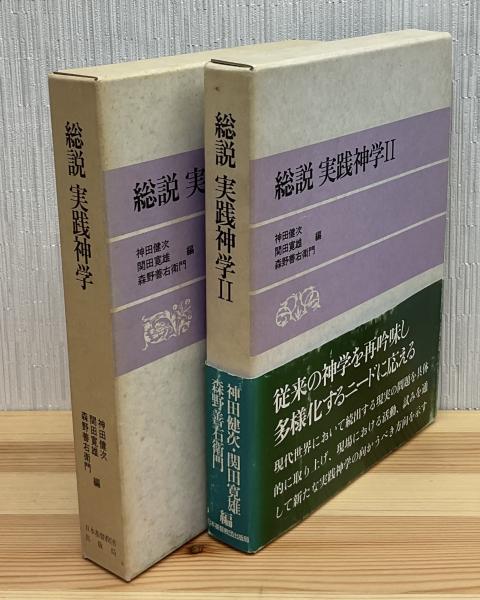 総説 実践神学
神田健次
関田寛雄 編
森野善右衛門
日本基督教団
出版局
総説 実
神田健次
関田寛雄 編
森野善右衛門
総説 実践神学II
神田健次・関田寛雄
森野善右衛門 編
日本基督教団出版局
総説 実践神学II
神田健次
関田寛雄 編
森野善右衛門
従来の神学を再吟味し
多様化するニードに応える
現代世界において続出する現実の問題を具体
的に取り上げ、現場における活動、試みを通
して新たな実践神学の向かうべき方向を示す